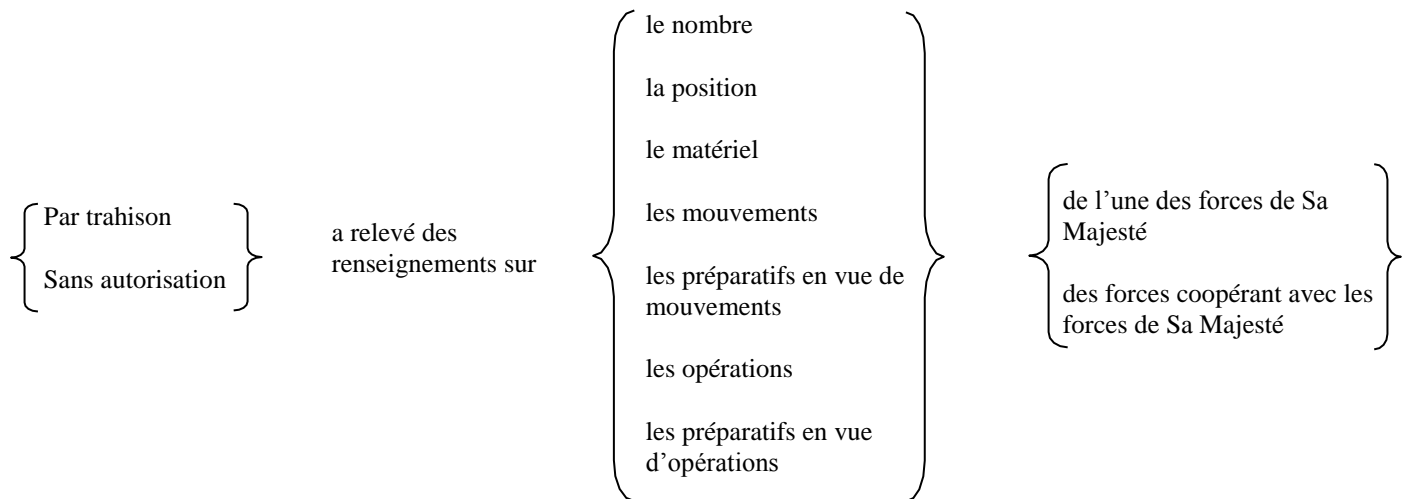 Par trahison
Sans autorisation
a relevé des
renseignements sur
le nombre
la position
le matériel
les mouvements
les préparatifs en vue de
mouvements
les opérations
les préparatifs en vue
d’opérations
de l’une des forces de Sa
Majesté
des forces coopérant avec les
forces de Sa Majesté